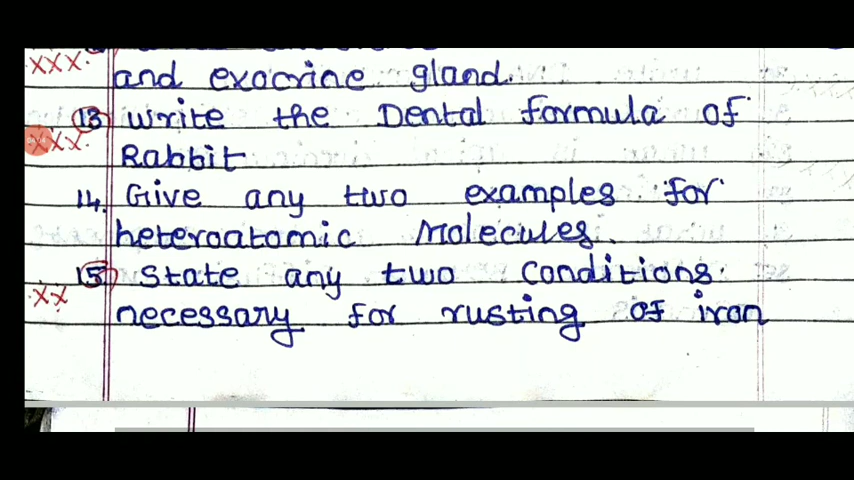 xxx.
and exocrine gland.
13 write the Dental formula of
xxx.
Rabbit
14. Give any two examples for
heteroatomic Molecules.
15 State any two Conditions.
xx
necessary for rusting of iron